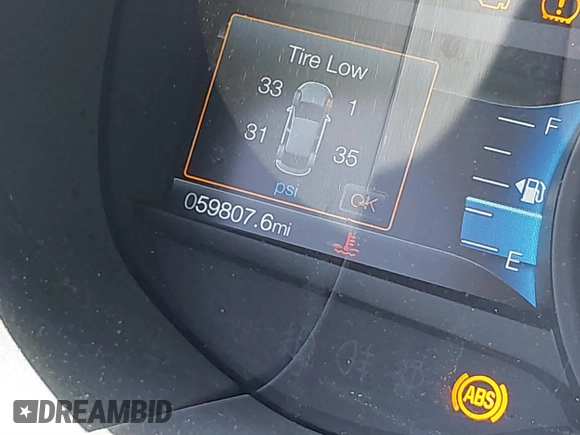 Tire Low
33 1
31 35
psi OK
059807.6mi
F
E
ABS
DREAMBID